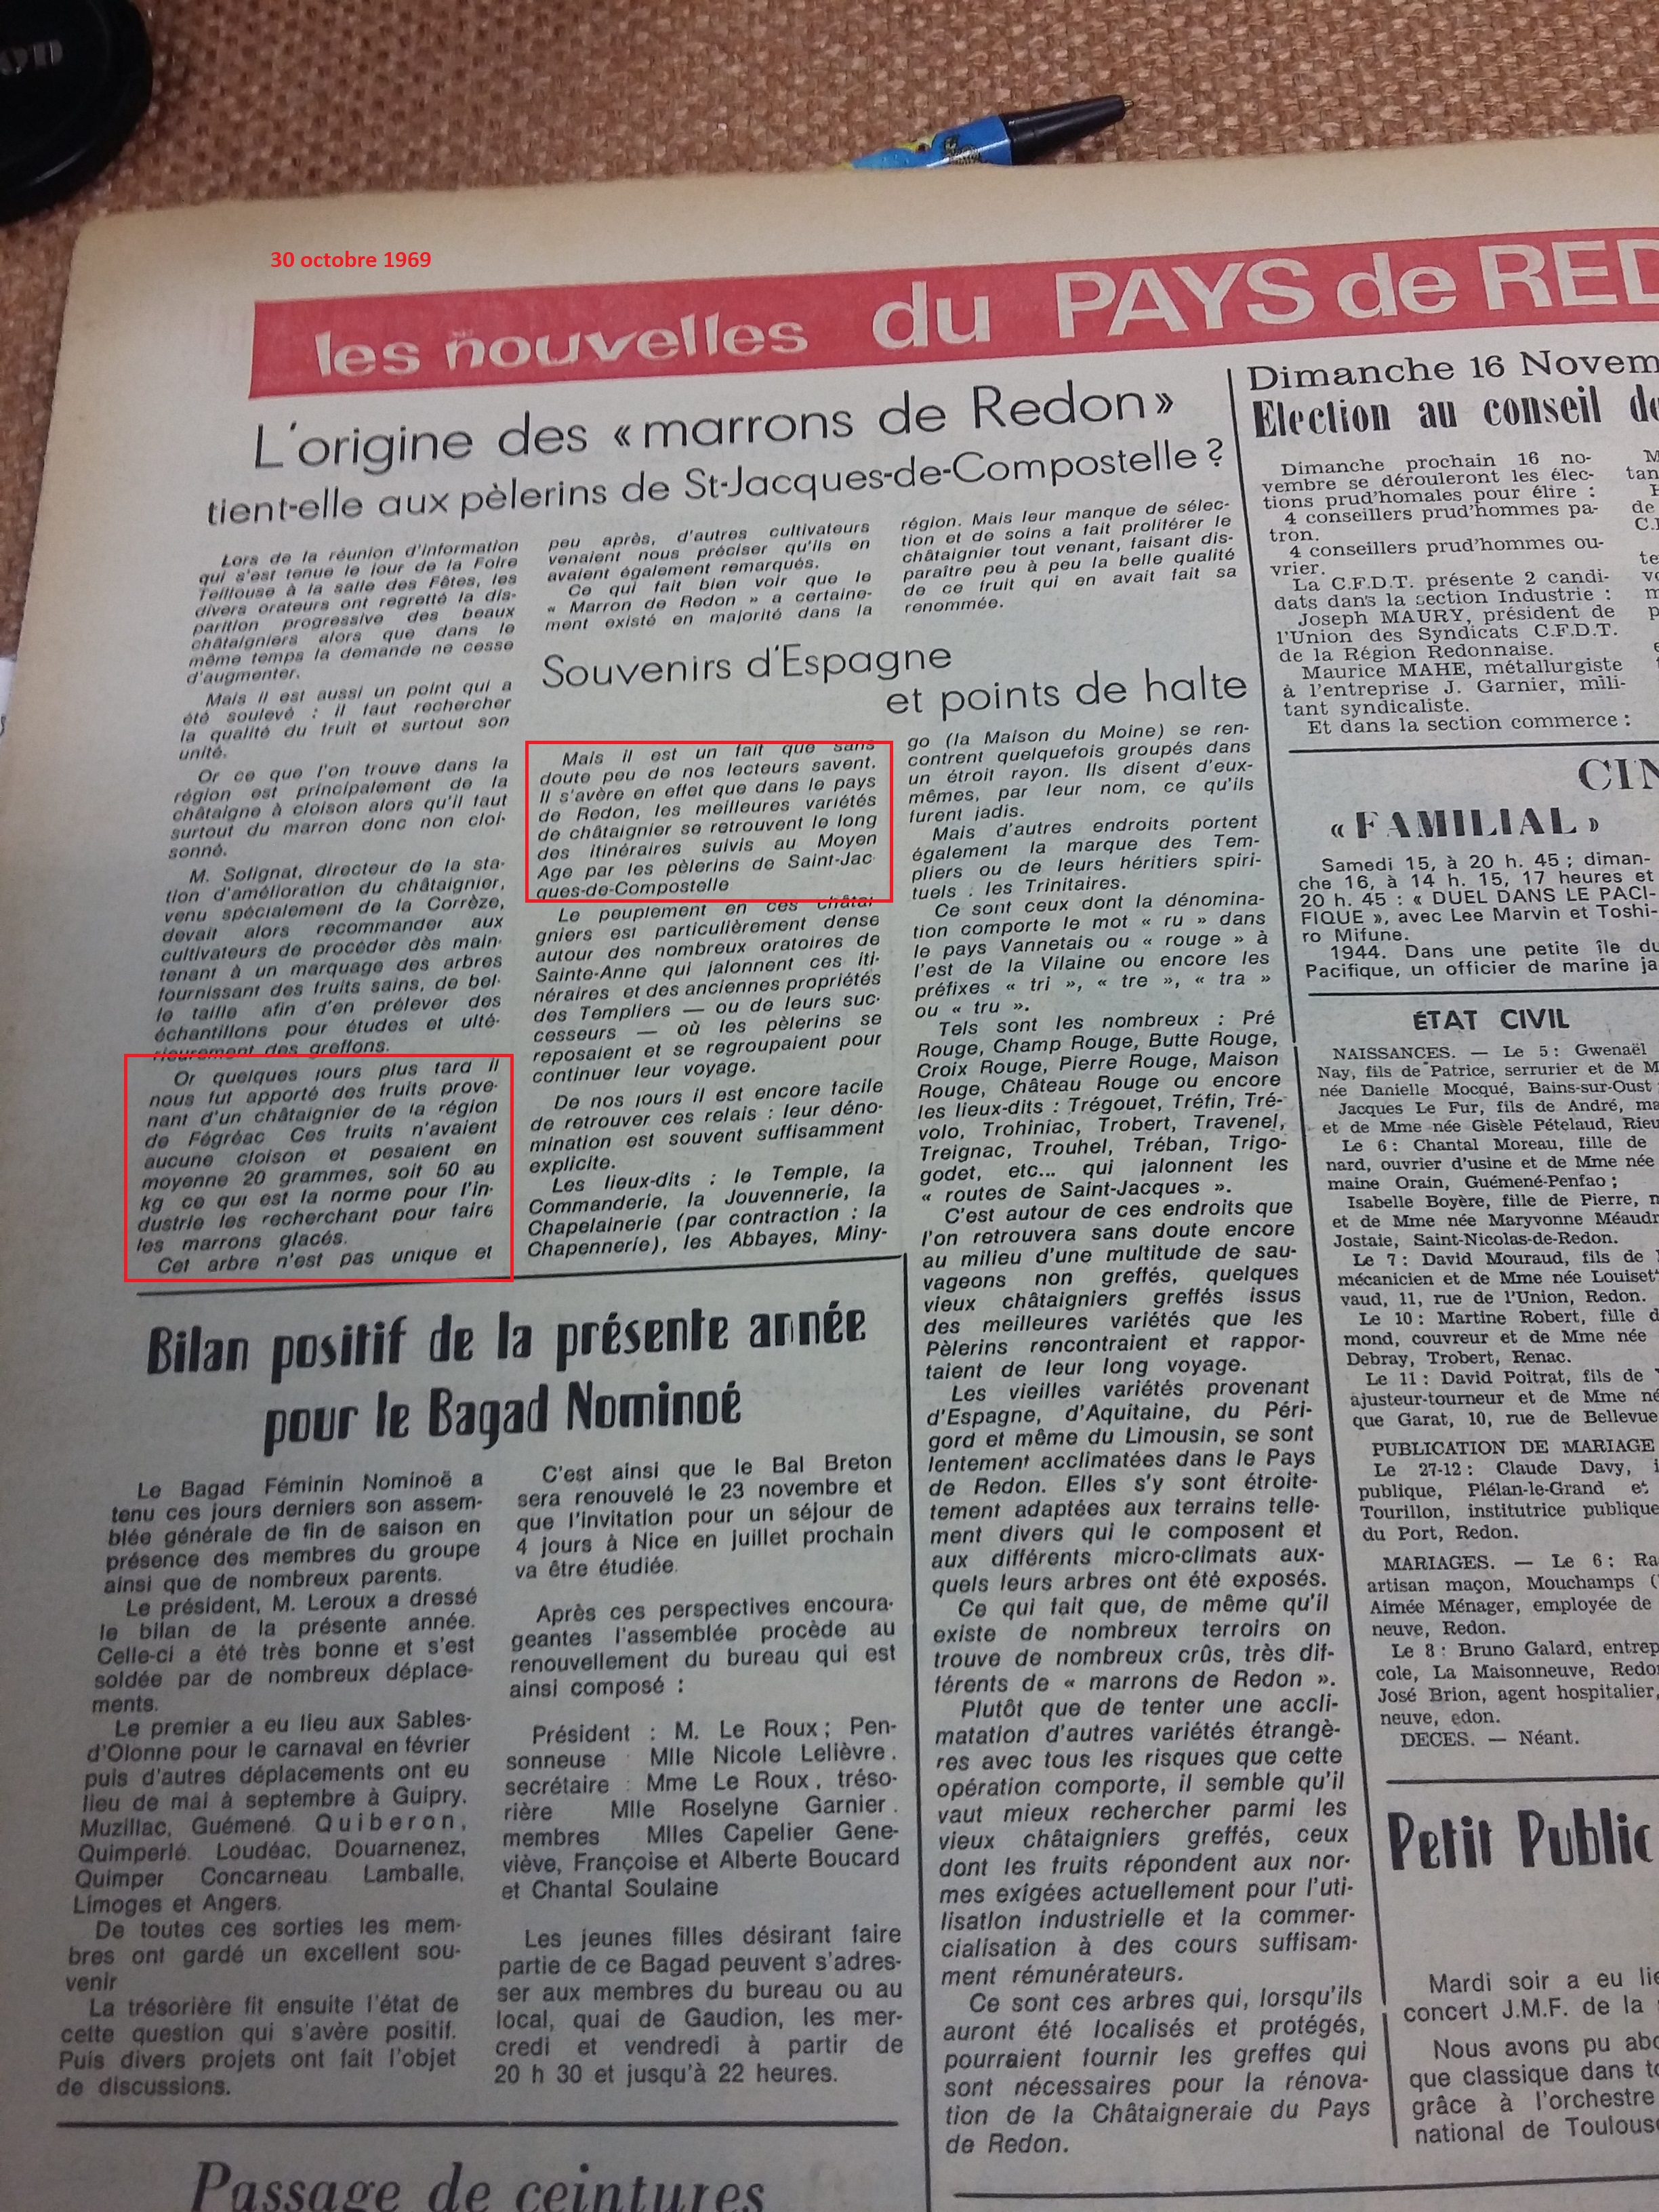 on
30 octobre 1969
les nouvelles du PAYS de RED
L'origine des « marrons de Redon »
tient-elle aux pèlerins de St-Jacques-de-Compostelle ?
Lors de la réunion d'information
qui s'est tenue le jour de la Foire
Teillouse à la salle des Fêtes, les
divers orateurs ont regretté la dis-
parition progressive des beaux
châtaigniers alors que dans le
même temps la demande ne cesse
d'augmenter.
Mais il est aussi un point qui a
été soulevé : il faut rechercher
la qualité du fruit et surtout son
unité.
Or ce que l'on trouve dans la
région est principalement de la
châtaigne à cloison alors qu'il faut
surtout du marron donc non cloi-
sonné.
M. Solignat, directeur de la sta-
tion d'amélioration du châtaignier,
venu spécialement de la Corrèze,
devait alors recommander aux
cultivateurs de procéder dès main-
tenant à un marquage des arbres
fournissant des fruits sains, de bel-
le taille afin d'en prélever des
échantillons pour études et ulté-
rieurement des greffons.
Or quelques jours plus tard il
nous fut apporté des fruits prove-
nant d'un châtaignier de la région
de Fégréac Ces fruits n'avaient
aucune cloison et pesaient en
moyenne 20 grammes, soit 50 au
kg ce qui est la norme pour l'in-
dustrie les recherchant pour faire
les marrons glacés.
Cet arbre n'est pas unique et
peu après, d'autres cultivateurs
venaient nous préciser qu'ils en
avaient également remarqués.
Ce qui fait bien voir que le
« Marron de Redon » a certaine-
ment existé en majorité dans la
région. Mais leur manque de sélec-
tion et de soins a fait proliférer le
châtaignier tout venant, faisant dis-
paraître peu à peu la belle qualité
de ce fruit qui en avait fait sa
renommée.
Souvenirs d'Espagne
et points de halte
Mais il est un fait que sans
doute peu de nos lecteurs savent.
Il s'avère en effet que dans le pays
de Redon, les meilleures variétés
de châtaignier se retrouvent le long
des itinéraires suivis au Moyen
Age par les pèlerins de Saint-Jac-
ques-de-Compostelle
Le peuplement en ces châtai-
gniers est particulièrement dense
autour des nombreux oratoires de
Sainte-Anne qui jalonnent ces iti-
néraires et des anciennes propriétés
des Templiers — ou de leurs suc-
cesseurs — où les pèlerins se
reposaient et se regroupaient pour
continuer leur voyage.
De nos jours il est encore facile
de retrouver ces relais : leur déno-
mination est souvent suffisamment
explicite.
Les lieux-dits : le Temple, la
Commanderie, la Jouvennerie, la
Chapelainerie (par contraction : la
Chapennerie), les Abbayes, Miny-
go (la Maison du Moine) se ren-
contrent quelquefois groupés dans
un étroit rayon. Ils disent d'eux-
mêmes, par leur nom, ce qu'ils
furent jadis.
Mais d'autres endroits portent
également la marque des Tem-
pliers ou de leurs héritiers spiri-
tuels : les Trinitaires.
Ce sont ceux dont la dénomina-
tion comporte le mot « ru » dans
le pays Vannetais ou « rouge » à
l'est de la Vilaine ou encore les
préfixes « tri », « tre », « tra »
ou « tru ».
Tels sont les nombreux : Pré
Rouge, Champ Rouge, Butte Rouge,
Croix Rouge, Pierre Rouge, Maison
Rouge, Château Rouge ou encore
les lieux-dits : Trégouet, Tréfin, Tré-
volo, Trohiniac, Trobert, Travenel,
Treignac, Trouhel, Tréban, Trigo-
godet, etc... qui jalonnent les
« routes de Saint-Jacques ».
C'est autour de ces endroits que
l'on retrouvera sans doute encore
au milieu d'une multitude de sau-
vageons non greffés, quelques
vieux châtaigniers greffés issus
des meilleures variétés que les
Pèlerins rencontraient et rappor-
taient de leur long voyage.
Les vieilles variétés provenant
d'Espagne, d'Aquitaine, du Péri-
gord et même du Limousin, se sont
lentement acclimatées dans le Pays
de Redon. Elles s'y sont étroite-
tement adaptées aux terrains telle-
ment divers qui le composent et
aux différents micro-climats aux-
quels leurs arbres ont été exposés.
Ce qui fait que, de même qu'il
existe de nombreux terroirs on
trouve de nombreux crûs, très dif-
férents de « marrons de Redon ».
Plutôt que de tenter une accli-
matation d'autres variétés étrangè-
res avec tous les risques que cette
opération comporte, il semble qu'il
vaut mieux rechercher parmi les
vieux châtaigniers greffés, ceux
dont les fruits répondent aux nor-
mes exigées actuellement pour l'uti-
lisation industrielle et la commer-
cialisation à des cours suffisam-
ment rémunérateurs.
Ce sont ces arbres qui, lorsqu'ils
auront été localisés et protégés,
pourraient fournir les greffes qui
sont nécessaires pour la rénova-
tion de la Châtaigneraie du Pays
de Redon.
Bilan positif de la présente année
pour le Bagad Nominoé
Le Bagad Féminin Nominoë a
tenu ces jours derniers son assem-
blée générale de fin de saison en
présence des membres du groupe
ainsi que de nombreux parents.
Le président, M. Leroux a dressé
le bilan de la présente année.
Celle-ci a été très bonne et s'est
soldée par de nombreux déplace-
ments.
Le premier a eu lieu aux Sables-
d'Olonne pour le carnaval en février
puis d'autres déplacements ont eu
lieu de mai à septembre à Guipry,
Muzillac, Guémené Quiberon,
Quimperlé. Loudéac, Douarnenez,
Quimper Concarneau Lamballe,
Limoges et Angers.
De toutes ces sorties les mem-
bres ont gardé un excellent sou-
venir
La trésorière fit ensuite l'état de
cette question qui s'avère positif.
Puis divers projets ont fait l'objet
de discussions.
C'est ainsi que le Bal Breton
sera renouvelé le 23 novembre et
que l'invitation pour un séjour de
4 jours à Nice en juillet prochain
va être étudiée.
Après ces perspectives encoura-
geantes l'assemblée procède au
renouvellement du bureau qui est
ainsi composé :
Président : M. Le Roux ; Pen-
sonneuse : Mlle Nicole Lelièvre,
secrétaire : Mme Le Roux, tréso-
rière Mlle Roselyne Garnier.
membres Mlles Capelier Gene-
viève, Françoise et Alberte Boucard
et Chantal Soulaine
Les jeunes filles désirant faire
partie de ce Bagad peuvent s'adres-
ser aux membres du bureau ou au
local, quai de Gaudion, les mer-
credi et vendredi à partir de
20 h 30 et jusqu'à 22 heures.
Passage de ceintures
Dimanche 16 Novem
Election au conseil de
Dimanche prochain 16 no-
vembre se dérouleront les élec-
tions prud'homales pour élire :
4 conseillers prud'hommes pa-
tron.
4 conseillers prud'hommes ou-
vrier.
La C.F.D.T. présente 2 candi-
dats dans la section Industrie :
Joseph MAURY, président de
l'Union des Syndicats C.F.D.T.
de la Région Redonnaise.
Maurice MAHE, métallurgiste
à l'entreprise J. Garnier, mili-
tant syndicaliste.
Et dans la section commerce :
M
tan
de
C.
CIN
« FAMILIAL »
Samedi 15, à 20 h. 45 ; diman-
che 16, à 14 h. 15, 17 heures et
20 h. 45 : « DUEL DANS LE PACI-
FIQUE », avec Lee Marvin et Toshi-
ro Mifune.
1944. Dans une petite île du
Pacifique, un officier de marine ja
ÉTAT CIVIL
NAISSANCES. — Le 5 : Gwenaël
Nay, fils de Patrice, serrurier et de M
née Danielle Mocqué, Bains-sur-Oust
Jacques Le Fur, fils de André, ma
et de Mme née Gisèle Pételaud, Rieu
Le 6 : Chantal Moreau, fille de
nard, ouvrier d'usine et de Mme née
maine Orain, Guémené-Penfao ;
Isabelle Boyère, fille de Pierre, m
et de Mme née Maryvonne Méaudr
Jostaie, Saint-Nicolas-de-Redon.
Le 7 : David Mouraud, fils de
mécanicien et de Mme née Louiset
vaud, 11, rue de l'Union, Redon.
Le 10 : Martine Robert, fille d
mond, couvreur et de Mme née
Debray, Trobert, Renac.
Le 11 : David Poitrat, fils de
ajusteur-tourneur et de Mme né
que Garat, 10, rue de Bellevue
PUBLICATION DE MARIAGE
Le 27-12 : Claude Davy, i
publique, Plélan-le-Grand et
Tourillon, institutrice publique
du Port, Redon.
MARIAGES. — Le 6 : Ra
artisan maçon, Mouchamps (
Aimée Ménager, employée de
neuve, Redon.
Le 8 : Bruno Galard, entrep
cole, La Maisonneuve, Redo
José Brion, agent hospitalier,
neuve, edon.
DECES. — Néant.
Petit Public
Mardi soir a eu lie
concert J.M.F. de la
Nous avons pu abo
que classique dans to
grâce à l'orchestre
national de Toulouse